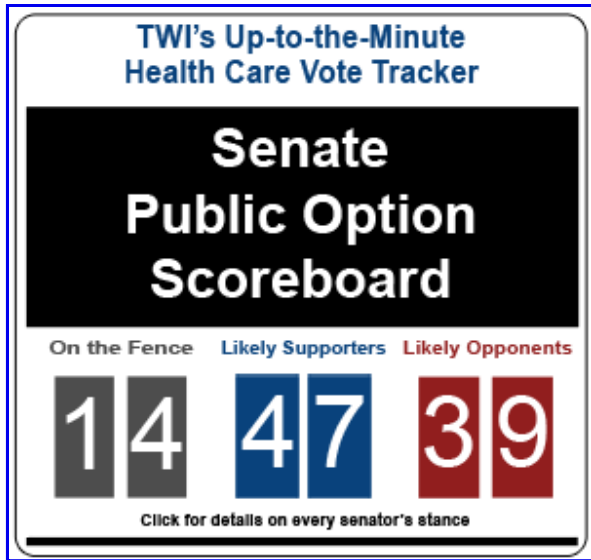 TWI's Up-to-the-Minute
Health Care Vote Tracker
Senate
Public Option
Scoreboard
On the Fence Likely Supporters Likely Opponents
14 47 39
Click for details on every senator's stance